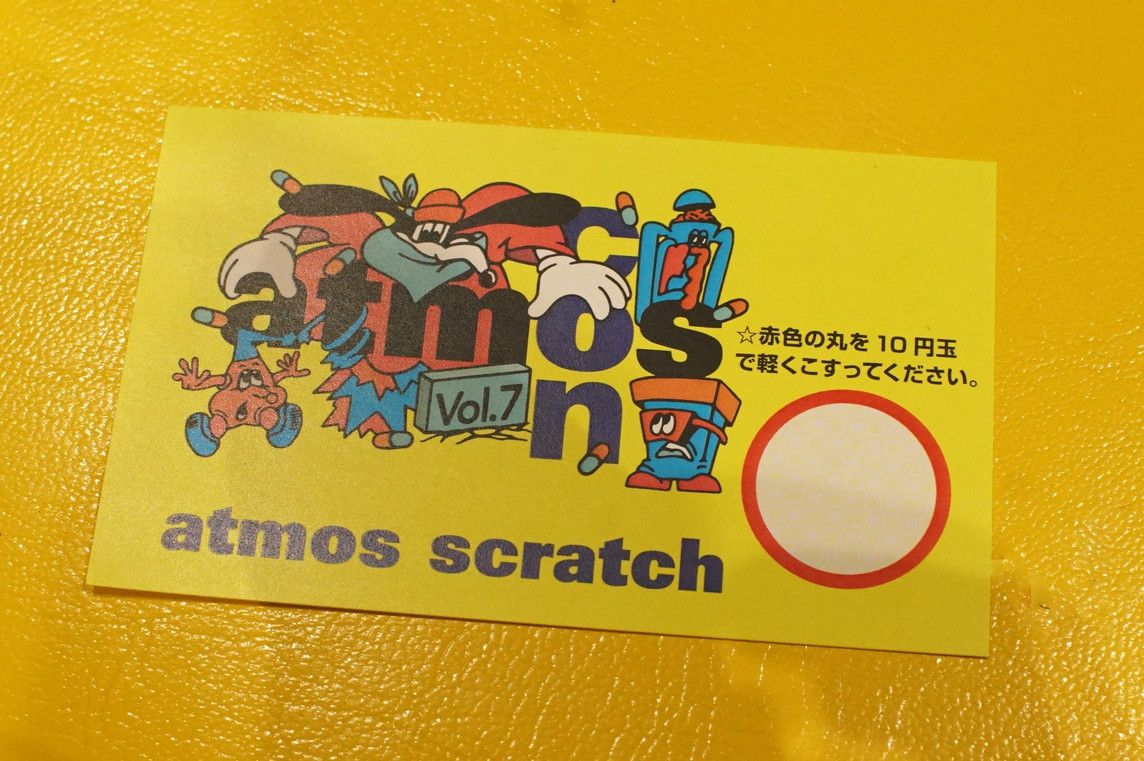 atmos
con
Vol.7
☆赤色の丸を10円玉
で軽くこすってください。
atmos scratch